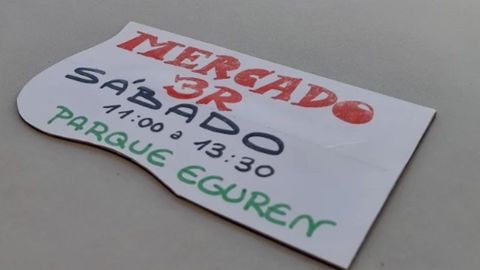 MERCADO
3R
SÁBADO
11:00 a 13:30
PARQUE EGUREN